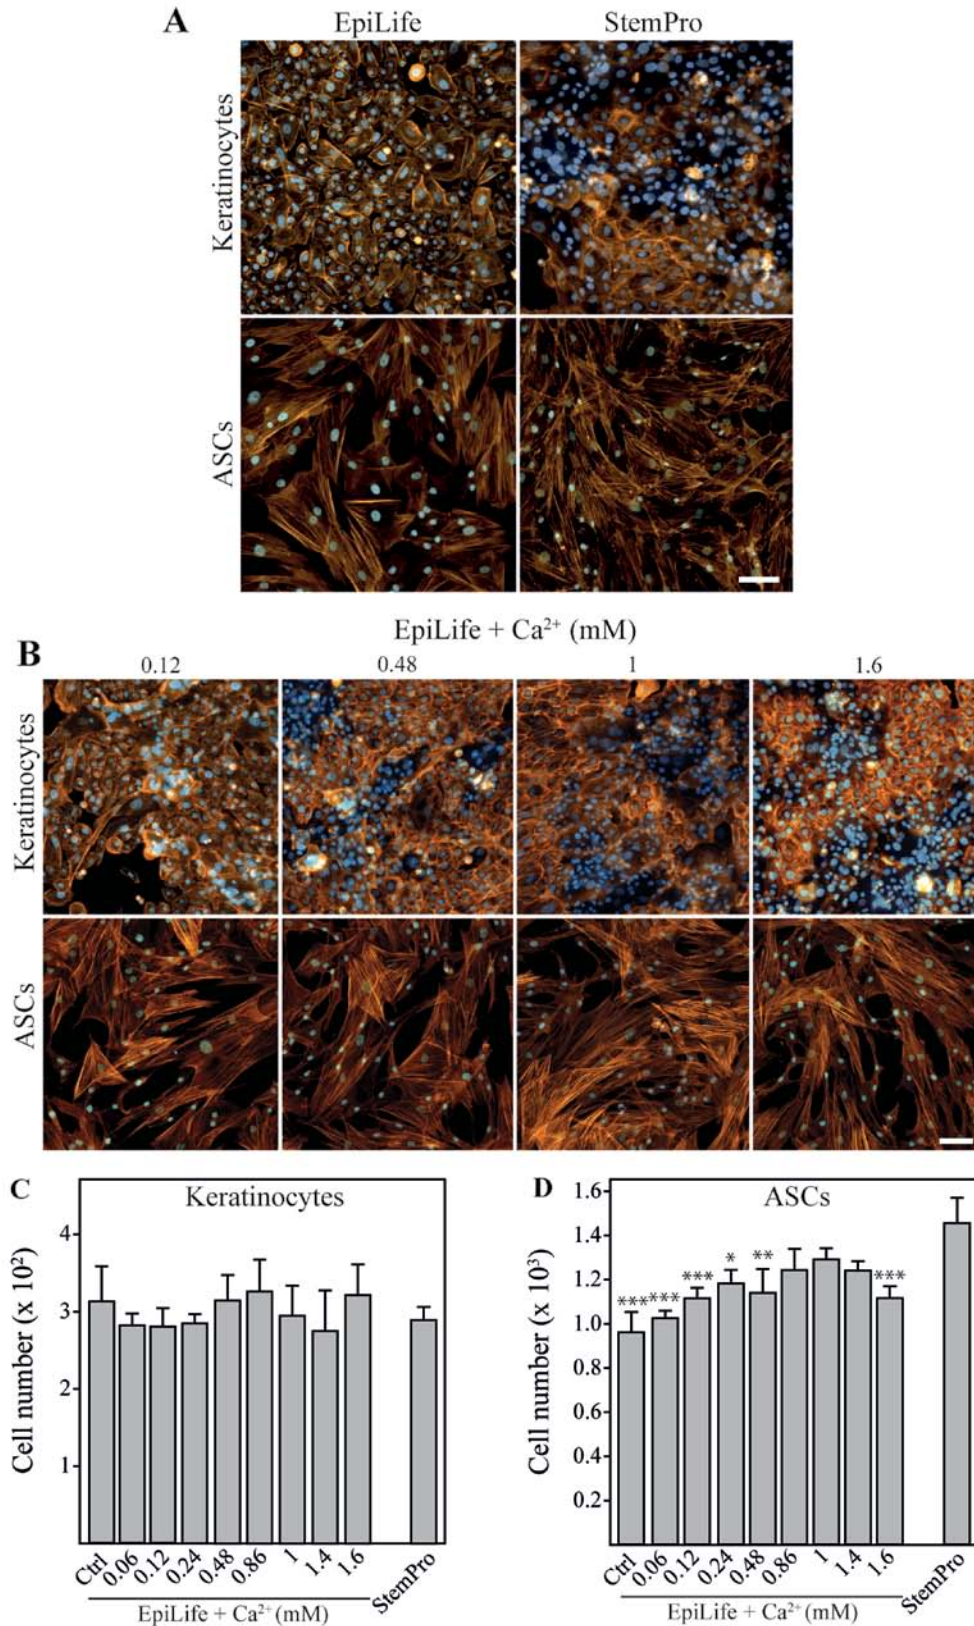 A
EpiLife StemPro
Keratinocytes
ASCs
B
EpiLife + Ca²⁺ (mM)
0.12 0.48 1 1.6
Keratinocytes
ASCs
C
Keratinocytes
Cell number (x 10²)
4
3
2
1
Ctrl 0.06 0.12 0.24 0.48 0.86 1 1.4 1.6 StemPro
EpiLife + Ca²⁺ (mM)
D
ASCs
Cell number (x 10³)
1.6
1.4
1.2
1.0
0.8
0.6
0.4
0.2
*** *** *** * ** ***
Ctrl 0.06 0.12 0.24 0.48 0.86 1 1.4 1.6 StemPro
EpiLife + Ca²⁺ (mM)